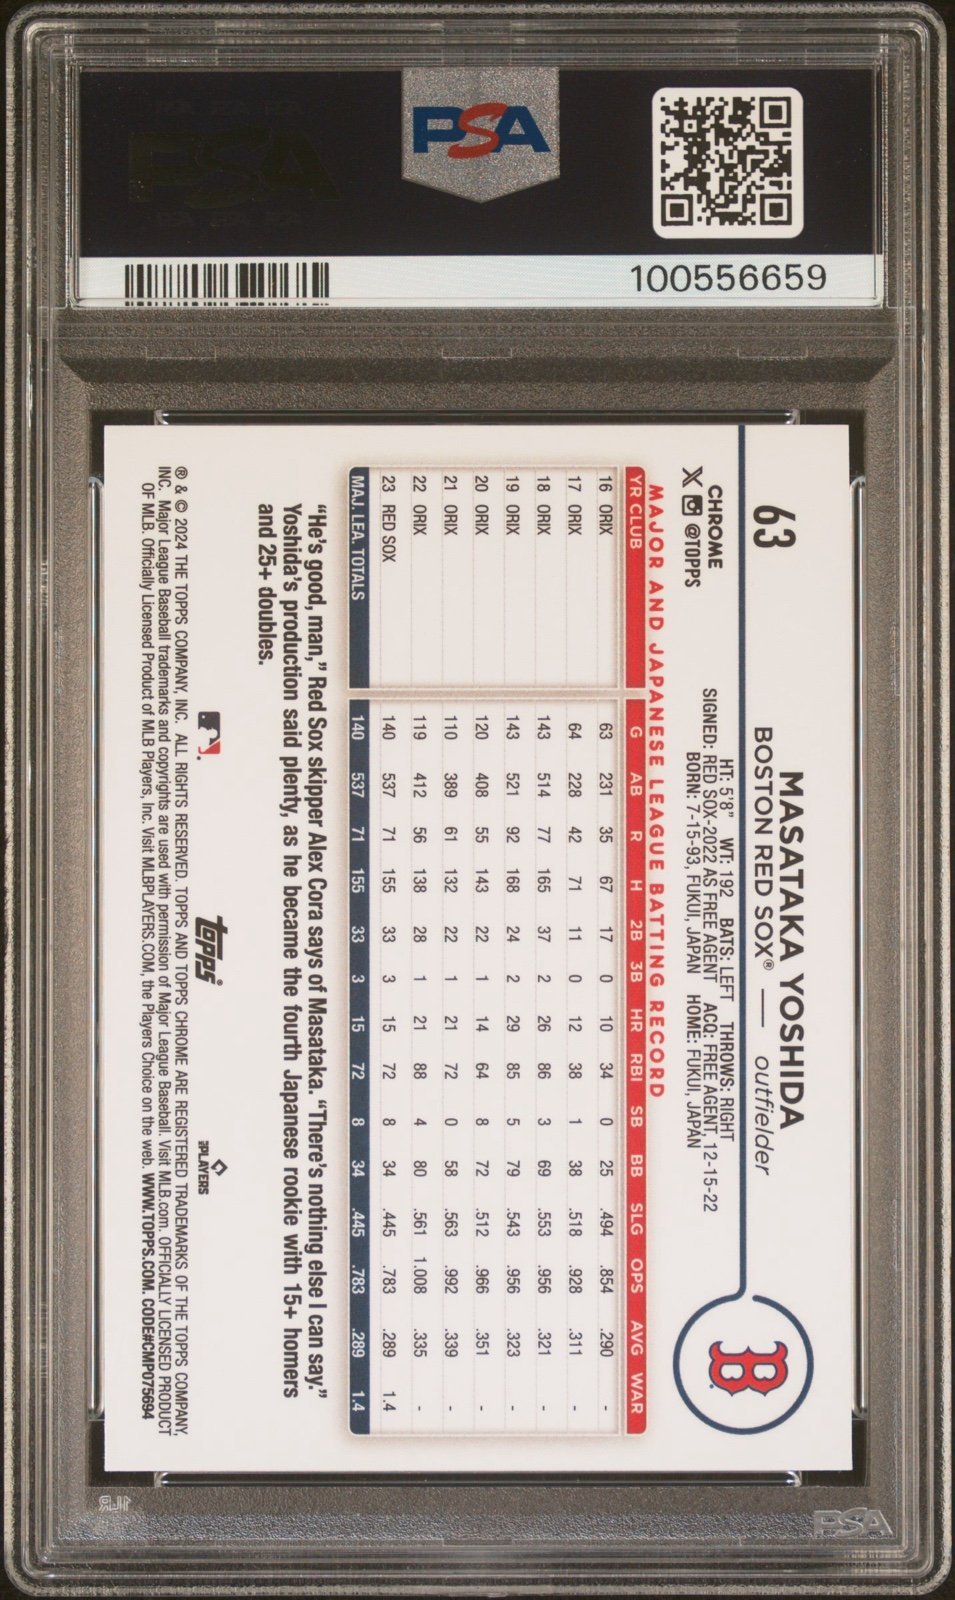 PSA
100556659
63
MASATAKA YOSHIDA
BOSTON RED SOX® — outfielder
CHROME
@TOPPS
HT: 5'8" WT: 192 BATS: LEFT THROWS: RIGHT
SIGNED: RED SOX-2022 AS FREE AGENT ACQ: FREE AGENT, 12-15-22
BORN: 7-15-93, FUKUI, JAPAN HOME: FUKUI, JAPAN
B
MAJOR AND JAPANESE LEAGUE BATTING RECORD
YR CLUB G AB R H 2B 3B HR RBI SB BB SLG OPS AVG WAR
16 ORIX 63 231 35 67 17 0 10 34 0 25 .494 .854 .290 -
17 ORIX 64 228 42 71 11 0 12 38 1 38 .518 .928 .311 -
18 ORIX 143 514 77 165 37 2 26 86 3 69 .553 .956 .321 -
19 ORIX 143 521 92 168 24 2 29 85 5 79 .543 .956 .323 -
20 ORIX 120 408 55 143 22 1 14 64 8 72 .512 .966 .351 -
21 ORIX 110 389 61 132 22 1 21 72 0 58 .563 .992 .339 -
22 ORIX 119 412 56 138 28 1 21 88 4 80 .561 1.008 .335 -
23 RED SOX 140 537 71 155 33 3 15 72 8 34 .445 .783 .289 1.4
MAJ. LEA. TOTALS 140 537 71 155 33 3 15 72 8 34 .445 .783 .289 1.4
"He's good, man," Red Sox skipper Alex Cora says of Masataka. "There's nothing else I can say."
Yoshida's production said plenty, as he became the fourth Japanese rookie with 15+ homers
and 25+ doubles.
topps®
PLAYERS
® & © 2024 THE TOPPS COMPANY, INC. ALL RIGHTS RESERVED. TOPPS AND TOPPS CHROME ARE REGISTERED TRADEMARKS OF THE TOPPS COMPANY,
INC. Major League Baseball trademarks and copyrights are used with permission of Major League Baseball. Visit MLB.com. OFFICIALLY LICENSED PRODUCT
OF MLB. Officially Licensed Product of MLB Players, Inc. Visit MLBPLAYERS.COM, the Players Choice on the web. WWW.TOPPS.COM. CODE#CMP075694
PSA